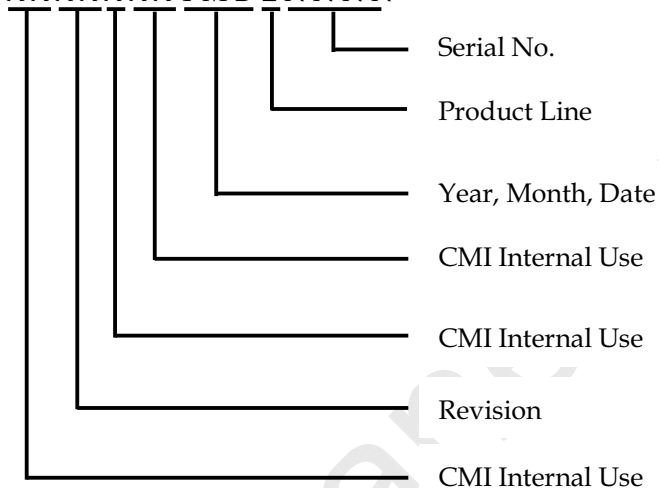 Serial No.
Product Line
Year, Month, Date
CMI Internal Use
CMI Internal Use
Revision
CMI Internal Use